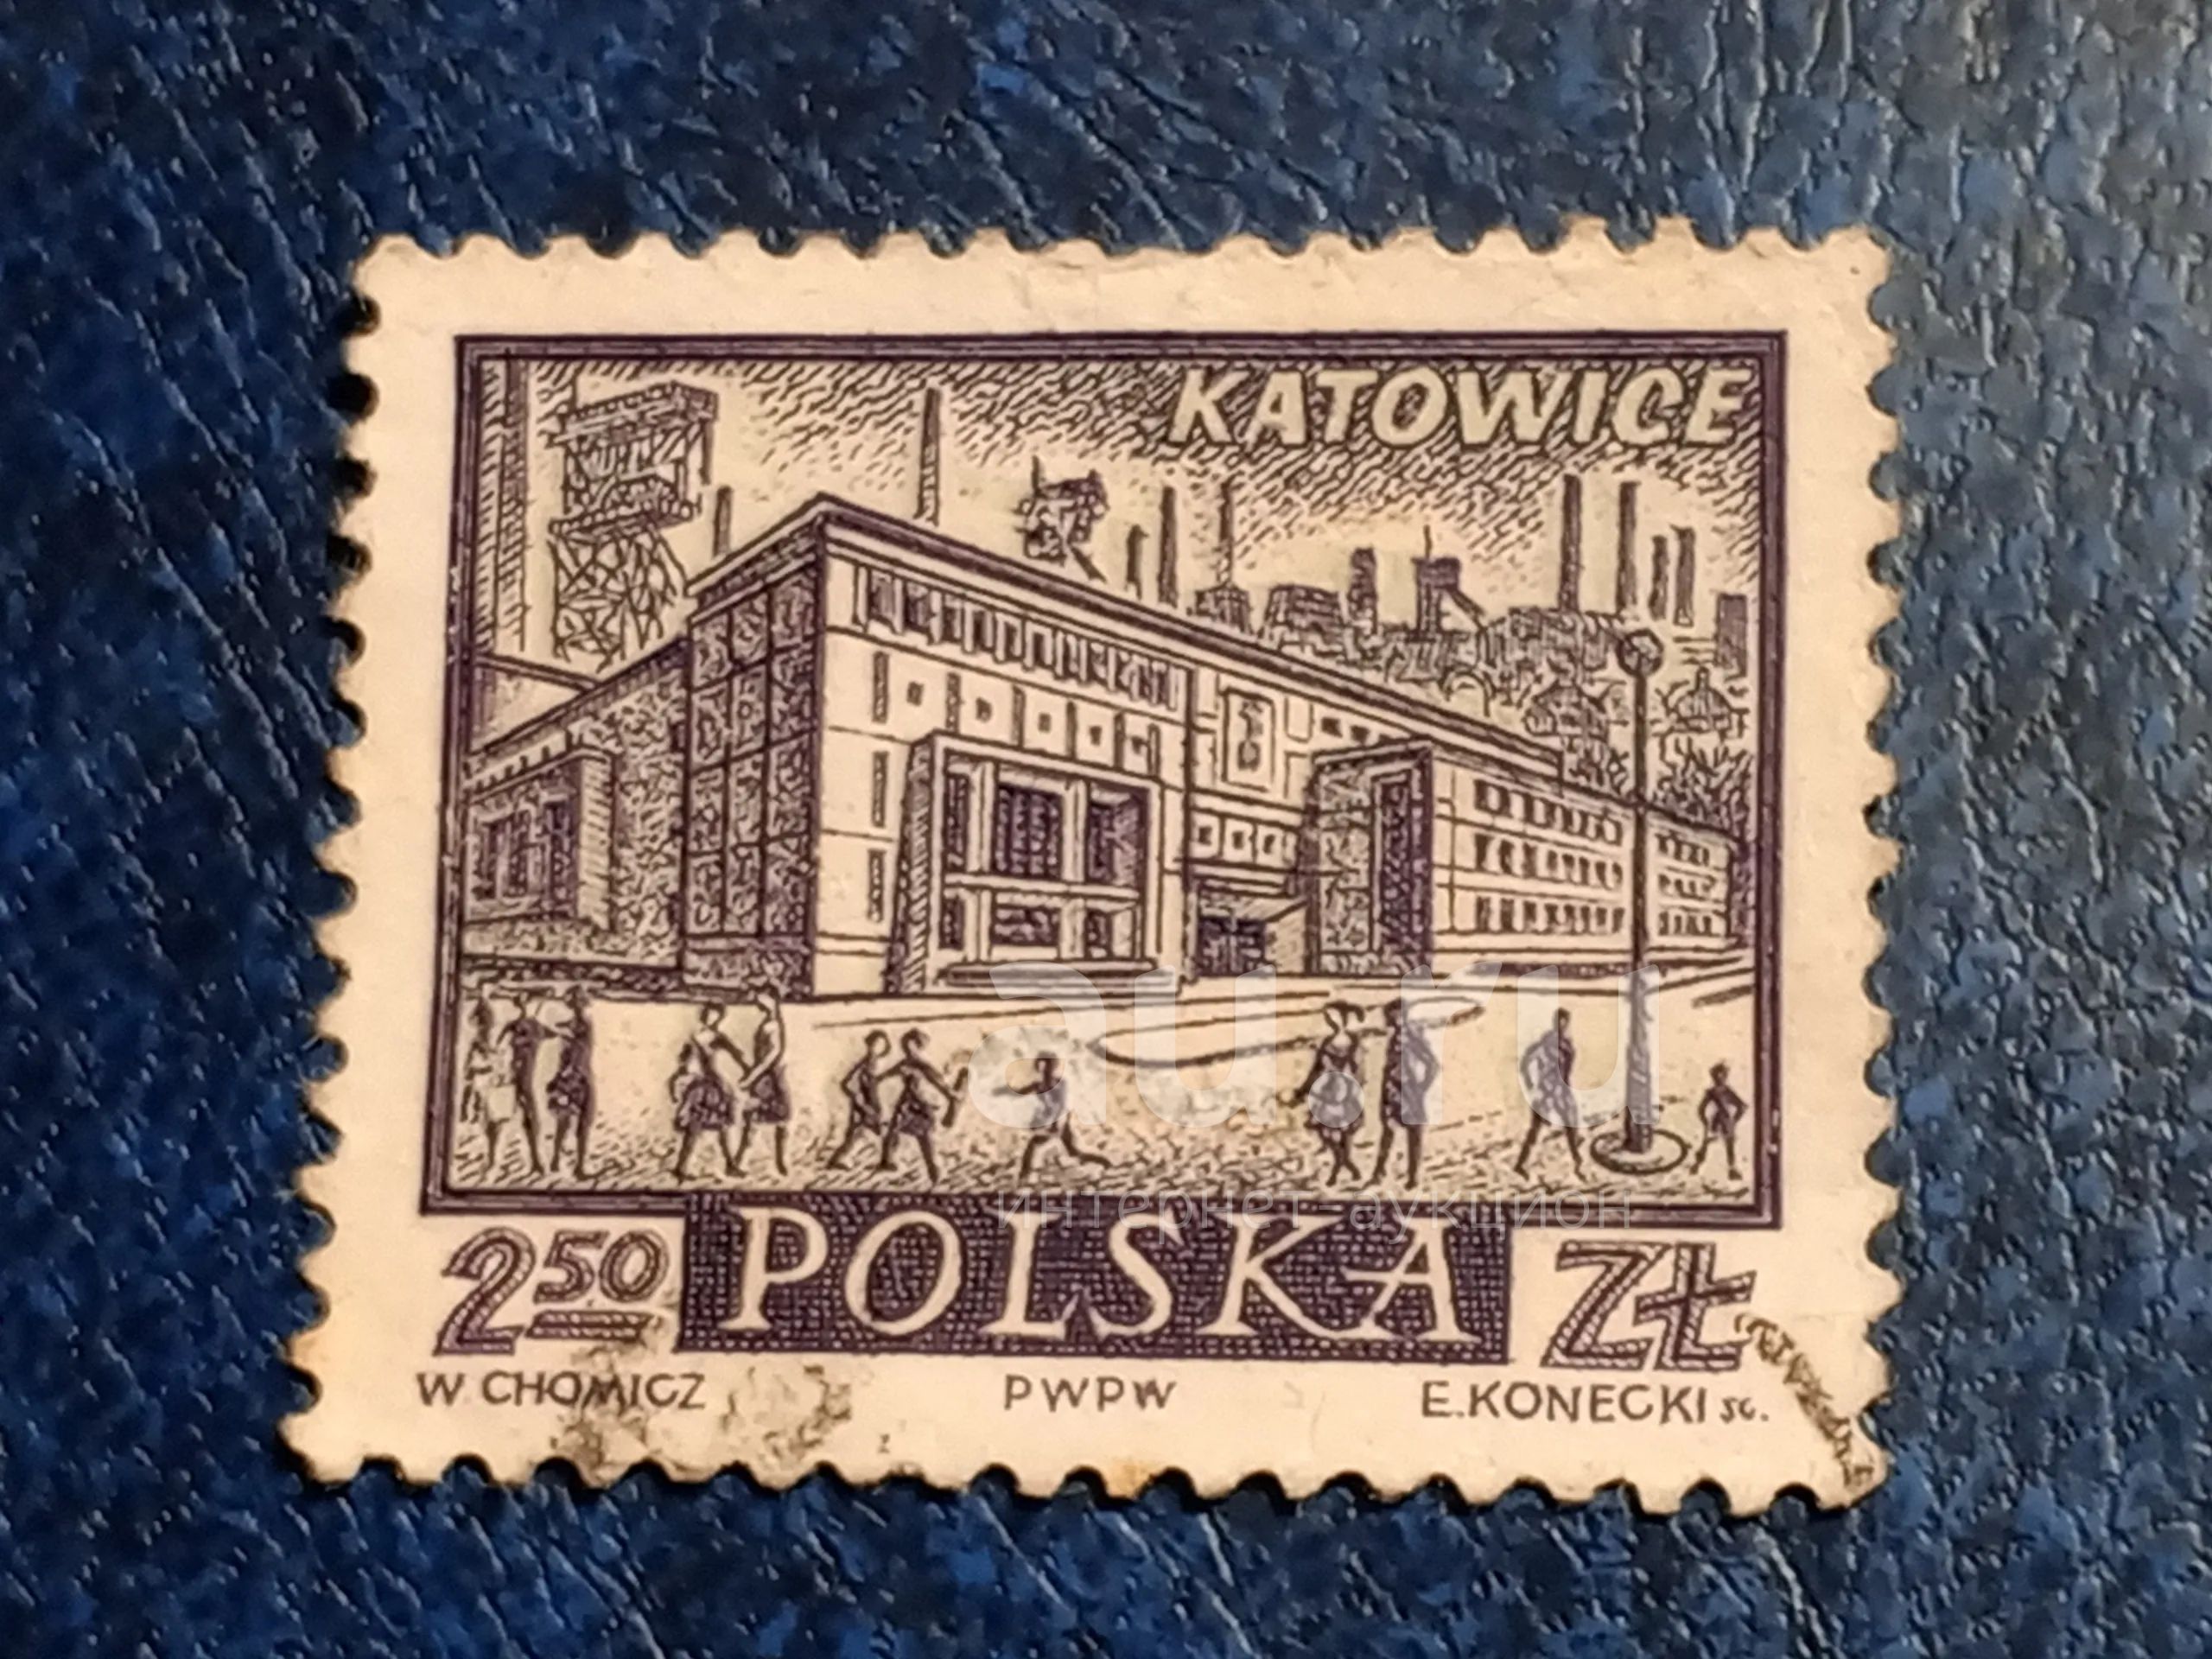 KATOWICE
au.ru
интернет-аукцион
2 50 POLSKA ZŁ
W CHOMICZ PWPW E.KONECKI sc.